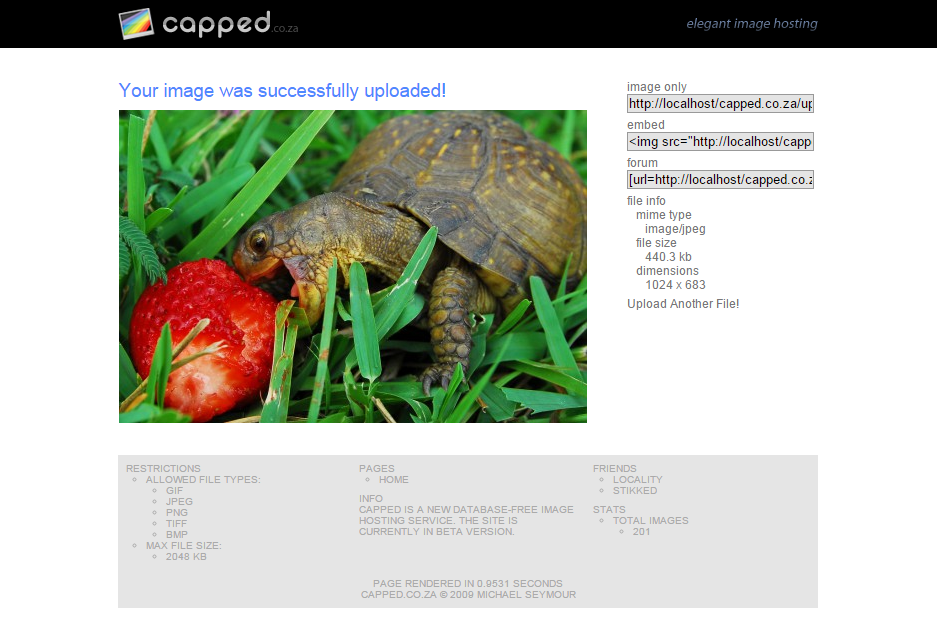 capped.co.za
elegant image hosting
Your image was successfully uploaded!
image only
http://localhost/capped.co.za/up
embed
<img src="http://localhost/capp
forum
[url=http://localhost/capped.co.z
file info
mime type
image/jpeg
file size
440.3 kb
dimensions
1024 x 683
Upload Another File!
RESTRICTIONS
ALLOWED FILE TYPES:
GIF
JPEG
PNG
TIFF
BMP
MAX FILE SIZE:
2048 KB
PAGES
HOME
INFO
CAPPED IS A NEW DATABASE-FREE IMAGE
HOSTING SERVICE. THE SITE IS
CURRENTLY IN BETA VERSION.
FRIENDS
LOCALITY
STIKKED
STATS
TOTAL IMAGES
201
PAGE RENDERED IN 0.9531 SECONDS
CAPPED.CO.ZA © 2009 MICHAEL SEYMOUR